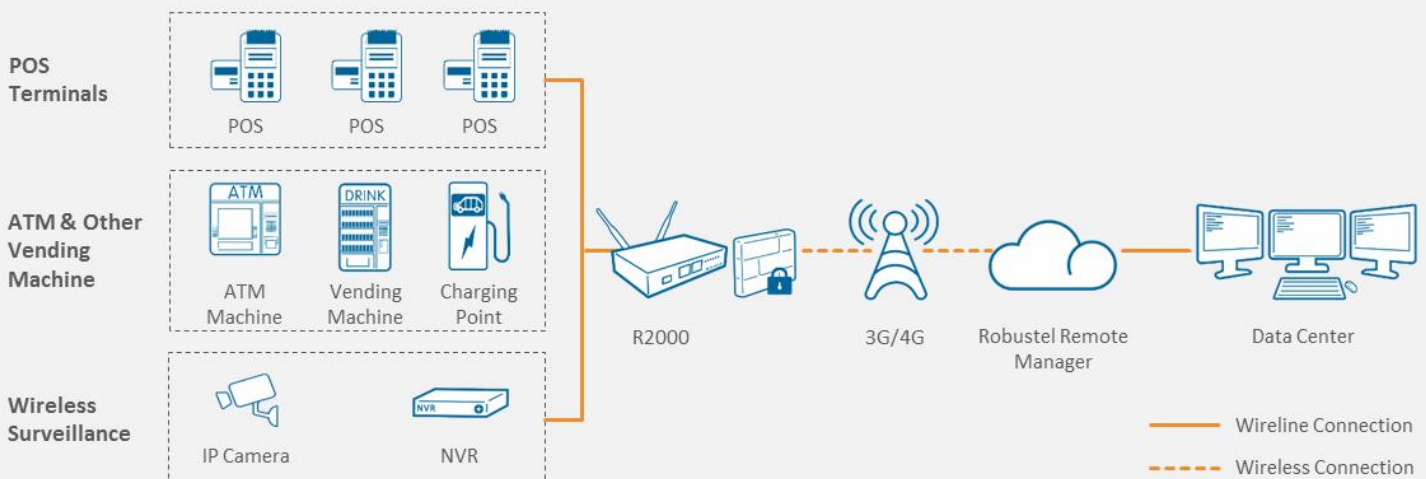 POS
Terminals
POS
POS
POS
ATM & Other
Vending
Machine
ATM
DRINK
ATM
Machine
Vending
Machine
Charging
Point
Wireless
Surveillance
NVR
IP Camera
NVR
R2000
3G/4G
Robustel Remote
Manager
Data Center
Wireline Connection
Wireless Connection